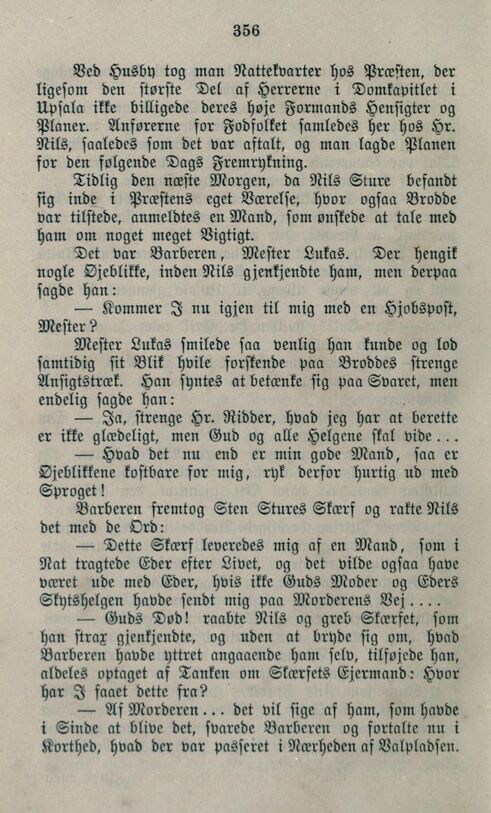 356
Ved Husby tog man Nattekvarter hos Præsten, der
ligesom den største Del af Herrerne i Domkapitlet i
Upsala ikke billigede deres høje Formands Hensigter og
Planer. Anførerne for Fodfolket samledes her hos Hr.
Nils, saaledes som det var aftalt, og man lagde Planen
for den følgende Dags Fremrykning.
Tidlig den næste Morgen, da Nils Sture befandt
sig inde i Præstens eget Værelse, hvor ogsaa Brodde
var tilstede, anmeldtes en Mand, som ønskede at tale med
ham om noget meget Vigtigt.
Det var Barberen, Mester Lukas. Der hengik
nogle Øjeblikke, inden Nils gjenkjendte ham, men derpaa
sagde han:
— Kommer I nu igjen til mig med en Hjobspost,
Mester?
Mester Lukas smilede saa venlig han kunde og lod
samtidig sit Blik hvile forskende paa Broddes strenge
Ansigtstræk. Han syntes at betænke sig paa Svaret, men
endelig sagde han:
— Ja, strenge Hr. Ridder, hvad jeg har at berette
er ikke glædeligt, men Gud og alle Helgene skal vide...
— Hvad det nu end er min gode Mand, saa er
Øjeblikkene kostbare for mig, ryk derfor hurtig ud med
Sproget!
Barberen fremtog Sten Stures Skærf og rakte Nils
det med de Ord:
— Dette Skærf leveredes mig af en Mand, som i
Nat tragtede Eder efter Livet, og det vilde ogsaa have
været ude med Eder, hvis ikke Guds Moder og Eders
Skytshelgen havde sendt mig paa Morderens Vej....
— Guds Død! raabte Nils og greb Skærfet, som
han strax gjenkjendte, og uden at bryde sig om, hvad
Barberen havde yttret angaaende ham selv, tilføjede han,
aldeles optaget af Tanken om Skærfets Ejermand: Hvor
har I faaet dette fra?
— Af Morderen... det vil sige af ham, som havde
i Sinde at blive det, svarede Barberen og fortalte nu i
Korthed, hvad der var passeret i Nærheden af Valpladsen.